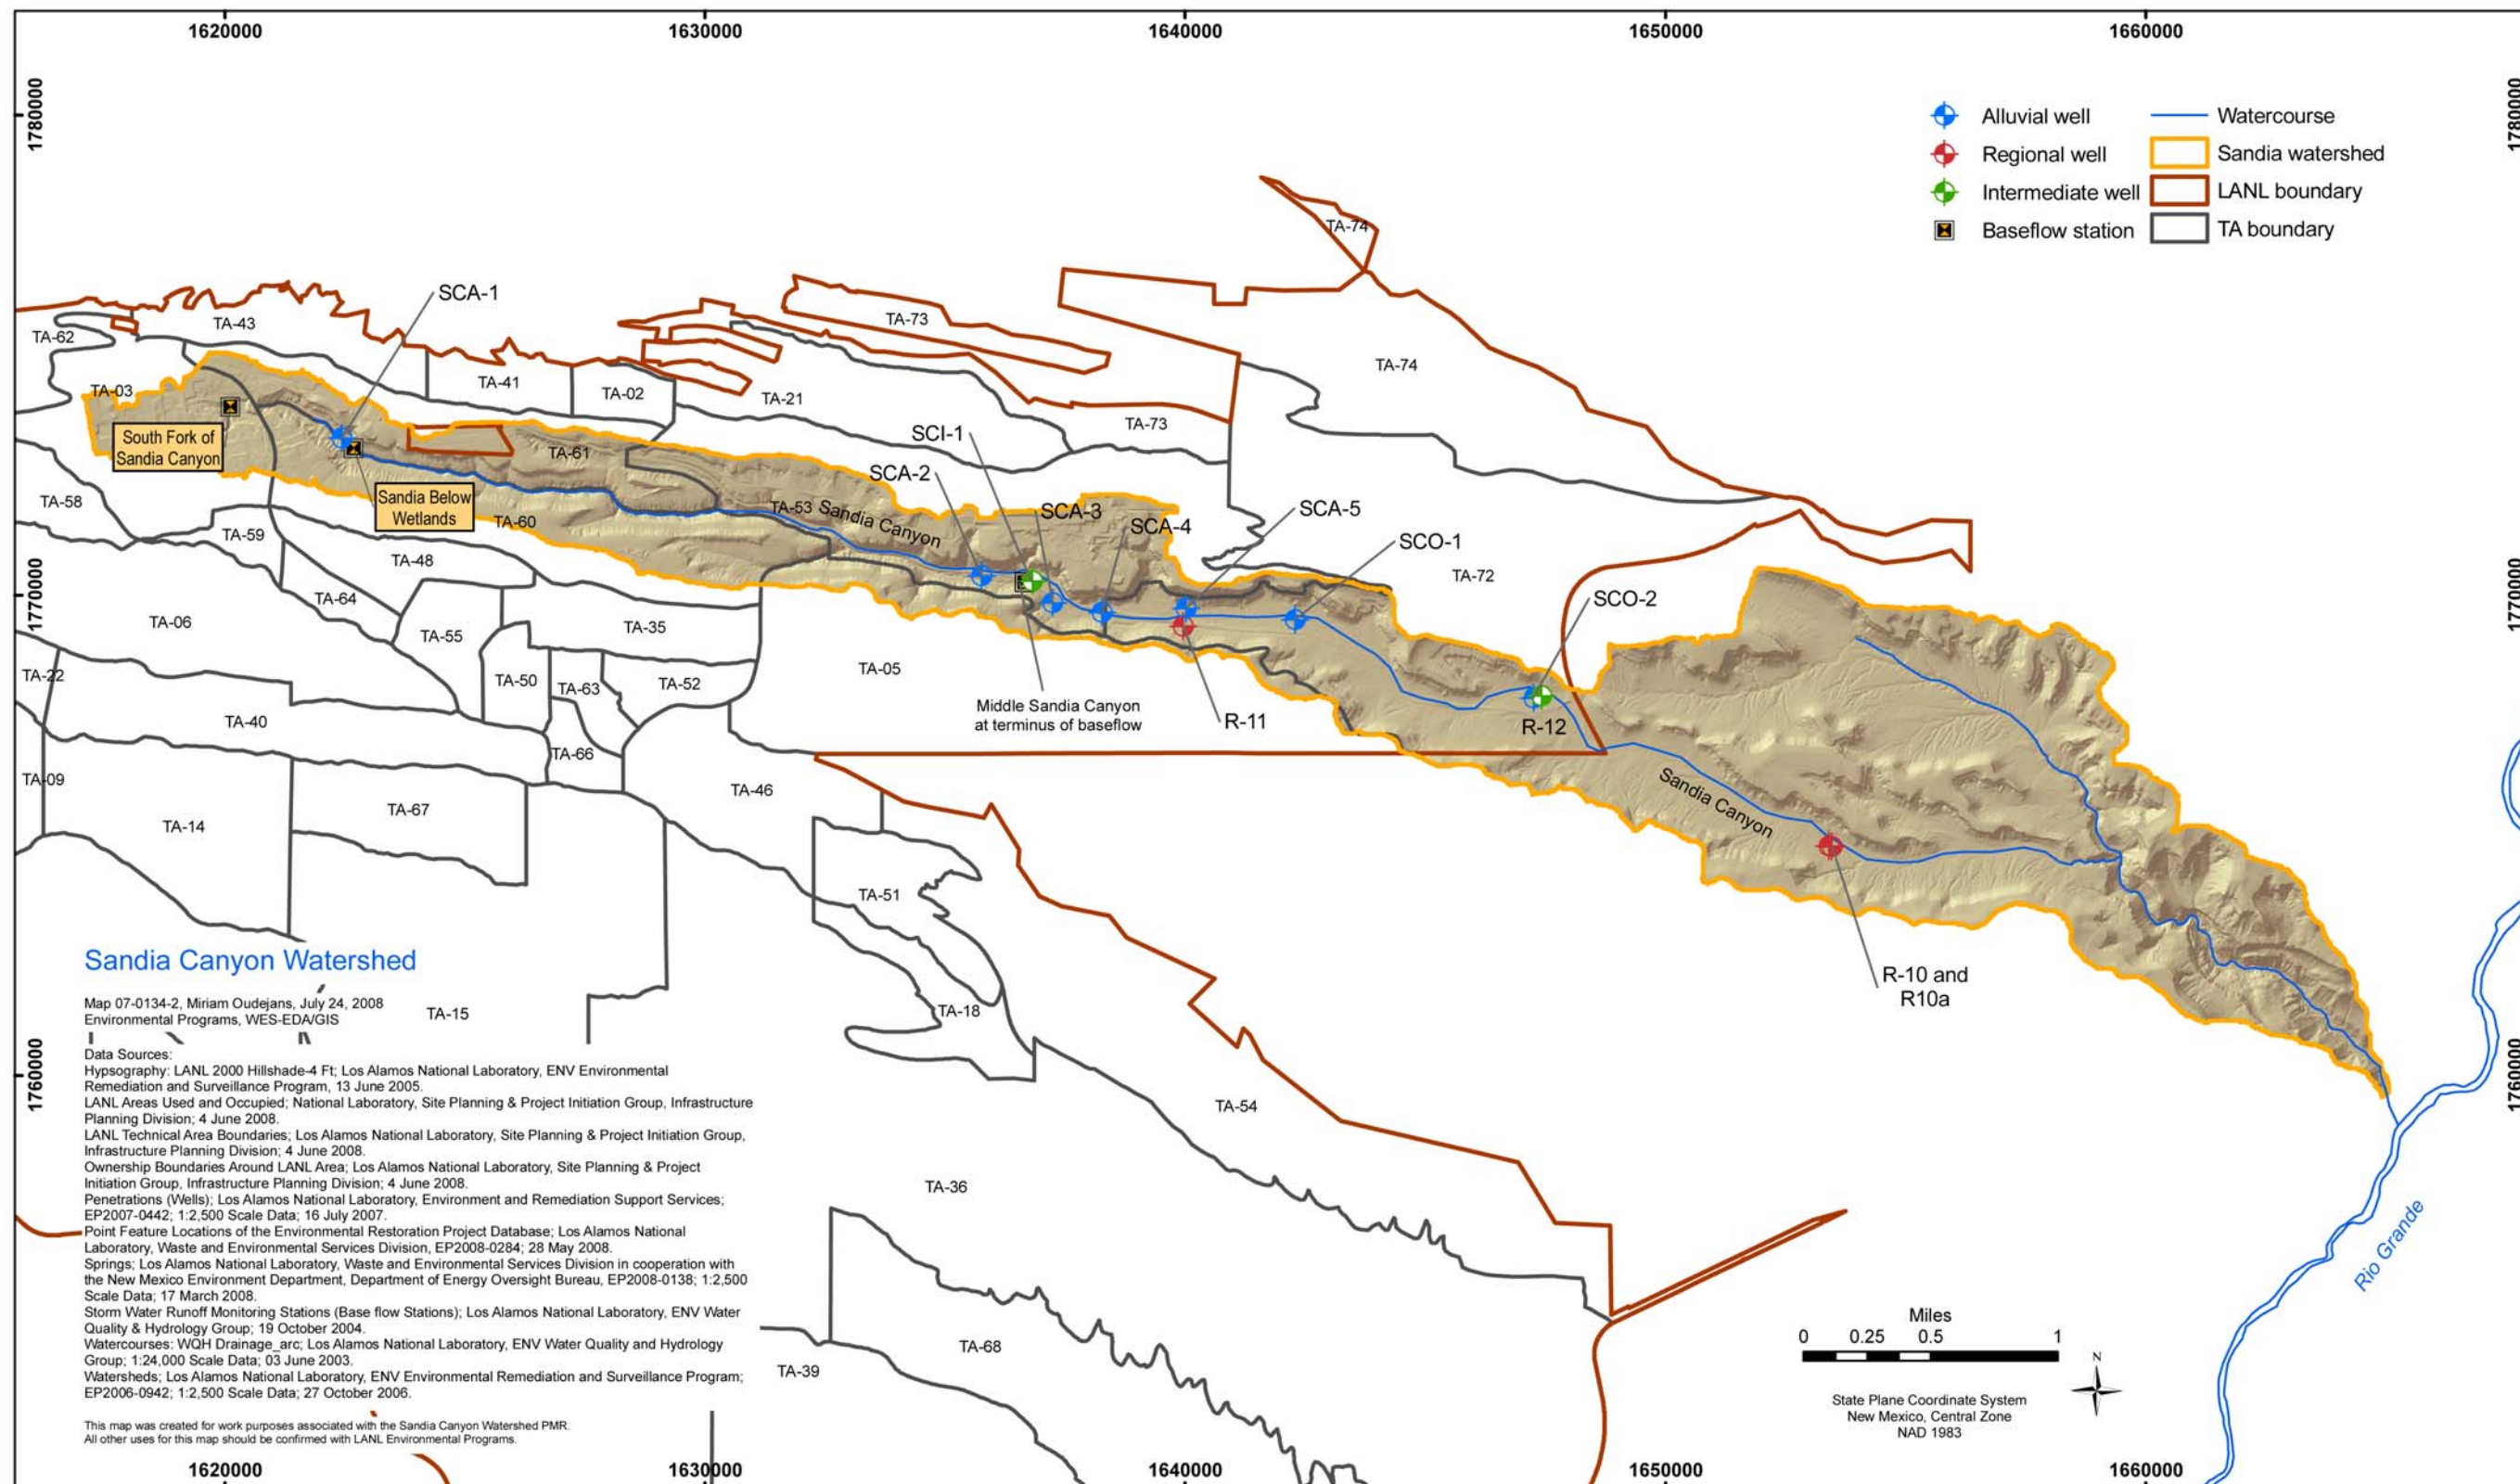 1620000
1630000
1640000
1650000
1660000
1780000
1780000
Alluvial well
Regional well
Intermediate well
Baseflow station
Watercourse
Sandia watershed
LANL boundary
TA boundary
TA-74
SCA-1
TA-62
TA-43
TA-73
TA-74
TA-03
TA-41
TA-02
TA-21
TA-73
South Fork of
Sandia Canyon
SCI-1
TA-61
SCA-2
Sandia Below
Wetlands
TA-58
TA-60
TA-53
Sandia Canyon
SCA-3
SCA-4
SCA-5
SCO-1
TA-59
TA-48
TA-72
1770000
1770000
TA-64
SCO-2
TA-06
TA-55
TA-35
TA-05
TA-22
TA-50
TA-63
TA-52
Middle Sandia Canyon
at terminus of baseflow
R-11
R-12
TA-40
TA-66
TA-09
TA-46
TA-14
TA-67
Sandia Canyon
TA-51
R-10 and
R10a
TA-18
Sandia Canyon Watershed
Map 07-0134-2, Miriam Oudejans, July 24, 2008
Environmental Programs, WES-EDA/GIS
TA-15
1760000
1760000
Data Sources:
Hypsography: LANL 2000 Hillshade-4 Ft; Los Alamos National Laboratory, ENV Environmental
Remediation and Surveillance Program, 13 June 2005.
LANL Areas Used and Occupied; National Laboratory, Site Planning & Project Initiation Group, Infrastructure
Planning Division; 4 June 2008.
LANL Technical Area Boundaries; Los Alamos National Laboratory, Site Planning & Project Initiation Group,
Infrastructure Planning Division; 4 June 2008.
Ownership Boundaries Around LANL Area; Los Alamos National Laboratory, Site Planning & Project
Initiation Group, Infrastructure Planning Division; 4 June 2008.
Penetrations (Wells); Los Alamos National Laboratory, Environment and Remediation Support Services;
EP2007-0442; 1:2,500 Scale Data; 16 July 2007.
Point Feature Locations of the Environmental Restoration Project Database; Los Alamos National
Laboratory, Waste and Environmental Services Division, EP2008-0284; 28 May 2008.
Springs; Los Alamos National Laboratory, Waste and Environmental Services Division in cooperation with
the New Mexico Environment Department, Department of Energy Oversight Bureau, EP2008-0138; 1:2,500
Scale Data; 17 March 2008.
Storm Water Runoff Monitoring Stations (Base flow Stations); Los Alamos National Laboratory, ENV Water
Quality & Hydrology Group; 19 October 2004.
Watercourses: WQH Drainage_arc; Los Alamos National Laboratory, ENV Water Quality and Hydrology
Group; 1:24,000 Scale Data; 03 June 2003.
Watersheds; Los Alamos National Laboratory, ENV Environmental Remediation and Surveillance Program;
EP2006-0942; 1:2,500 Scale Data; 27 October 2006.
This map was created for work purposes associated with the Sandia Canyon Watershed PMR.
All other uses for this map should be confirmed with LANL Environmental Programs.
TA-54
TA-36
TA-68
TA-39
Rio Grande
Miles
0 0.25 0.5 1
N
State Plane Coordinate System
New Mexico, Central Zone
NAD 1983
1620000
1630000
1640000
1650000
1660000